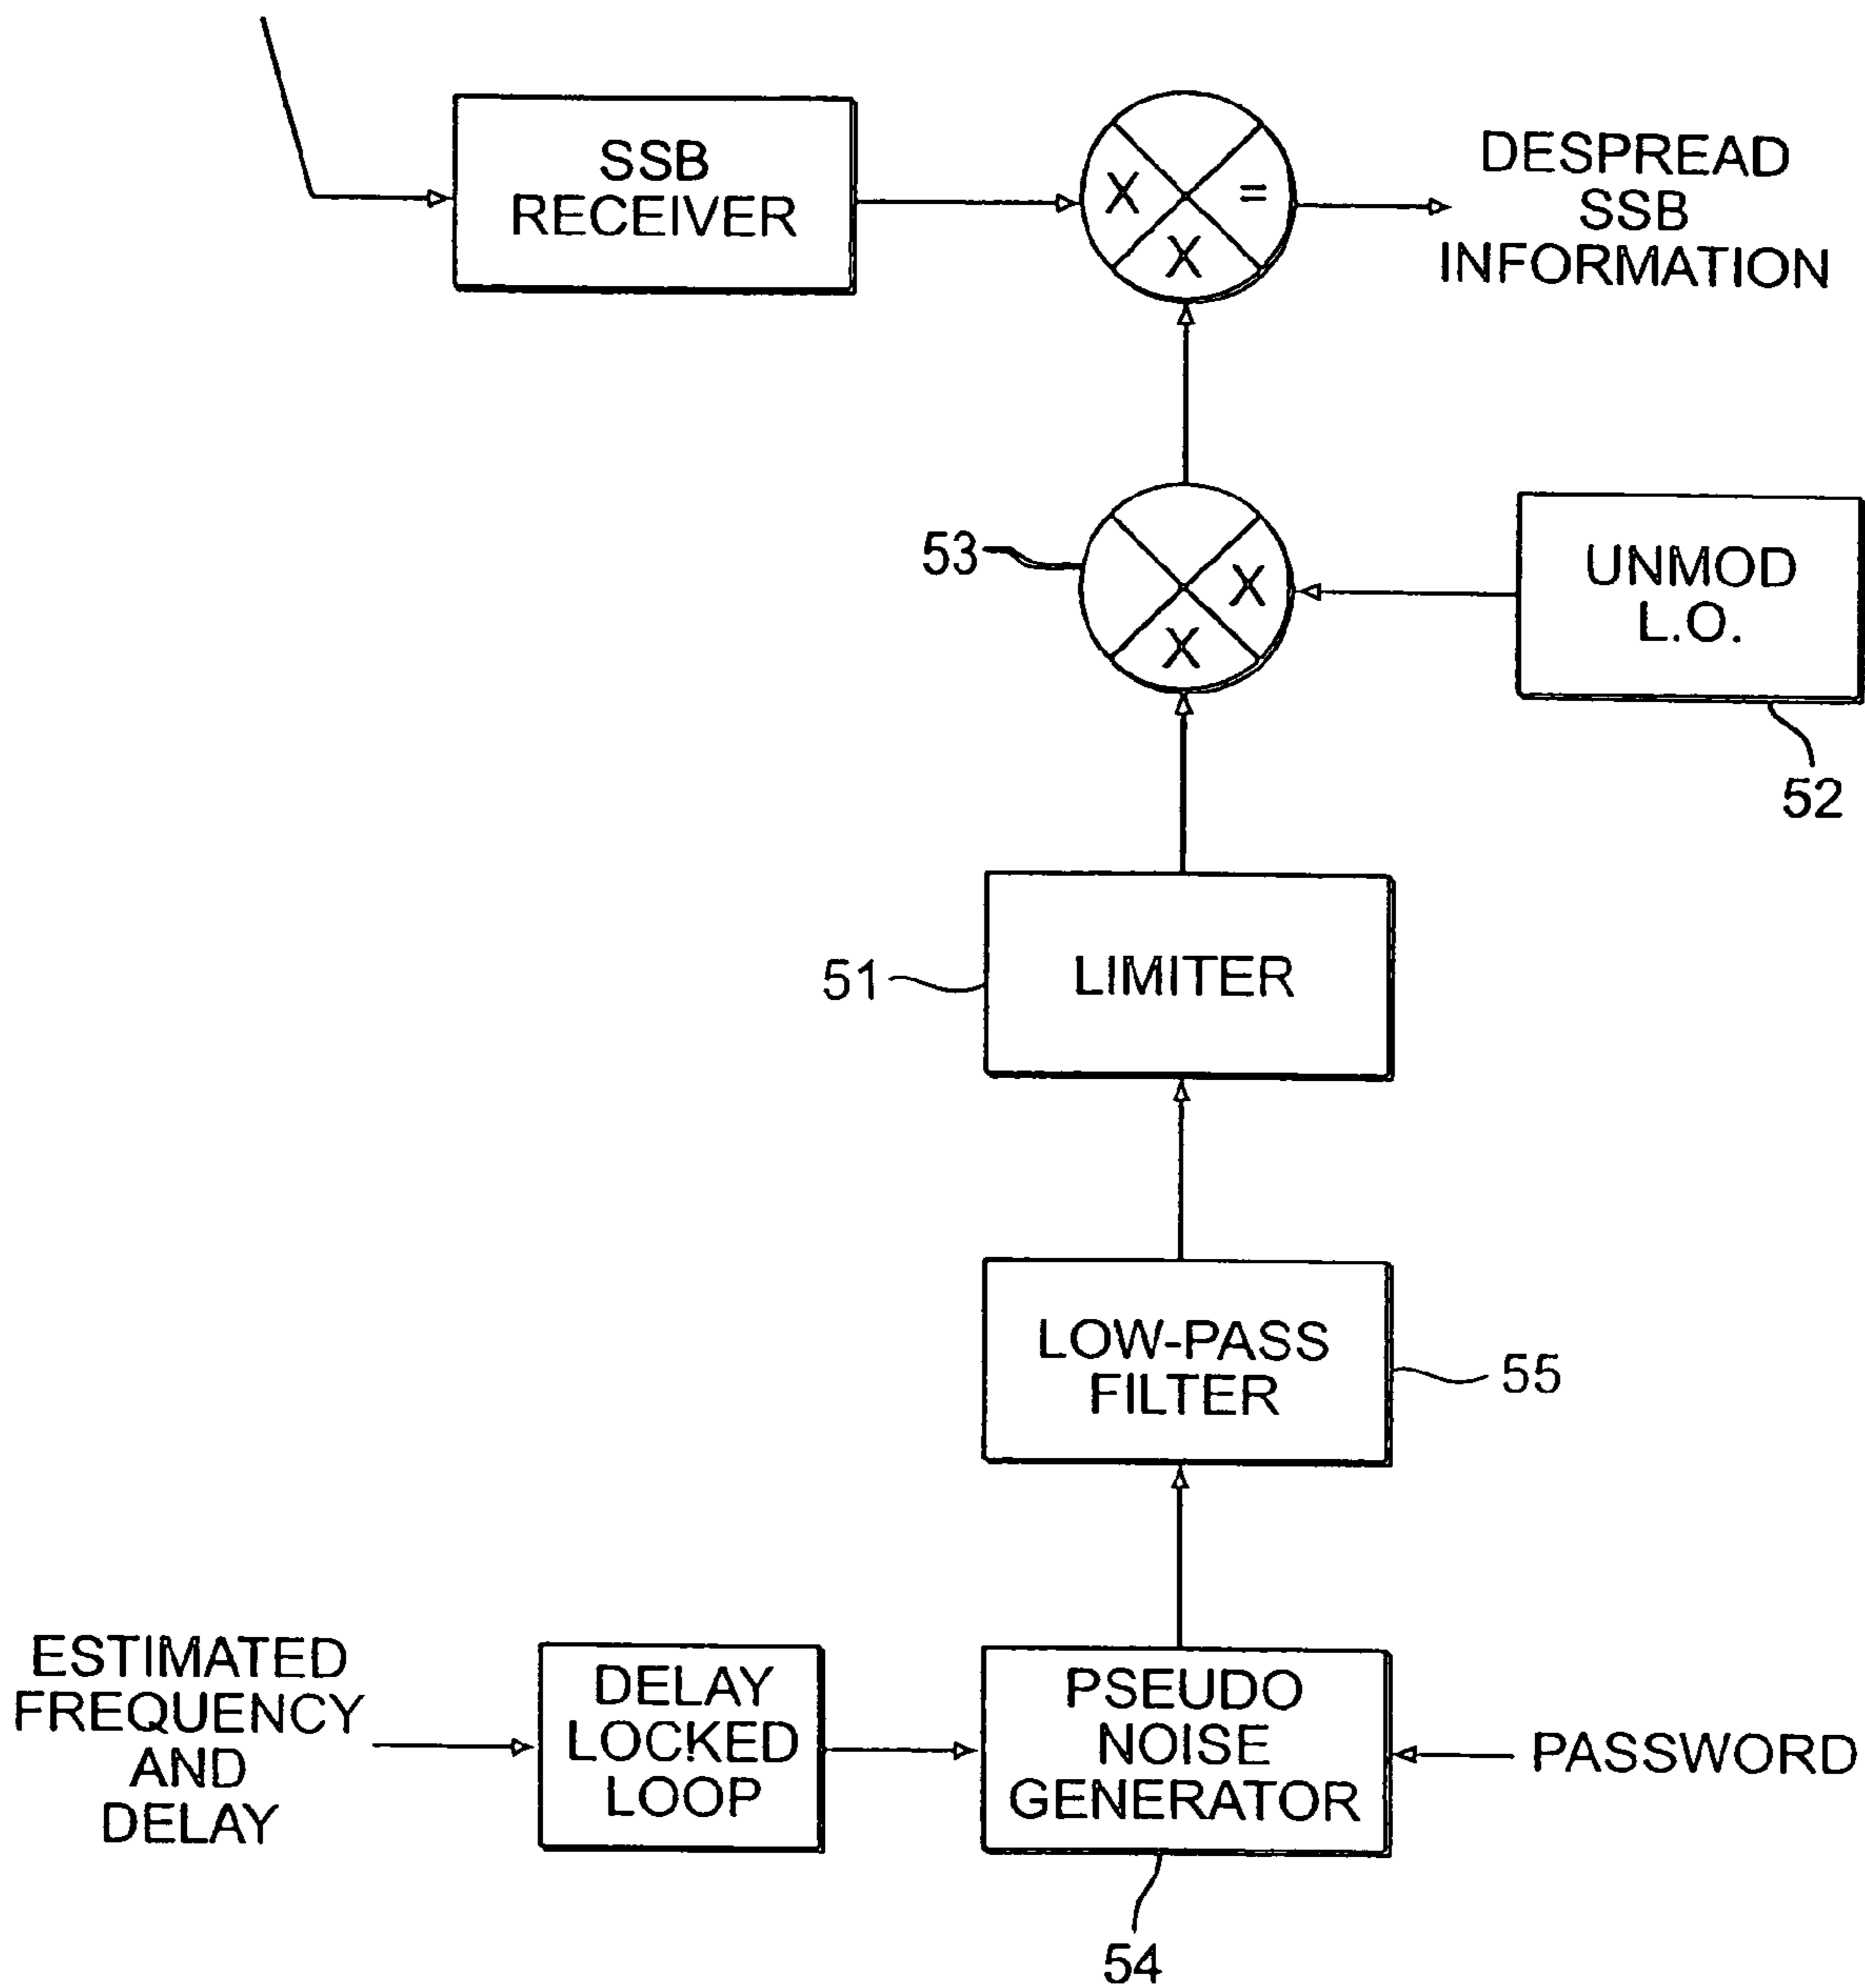 SSB
RECEIVER
X
=
X
DESPREAD
SSB
INFORMATION
53
X
X
UNMOD
L.O.
52
51
LIMITER
LOW-PASS
FILTER
55
ESTIMATED
FREQUENCY
AND
DELAY
DELAY
LOCKED
LOOP
PSEUDO
NOISE
GENERATOR
PASSWORD
54